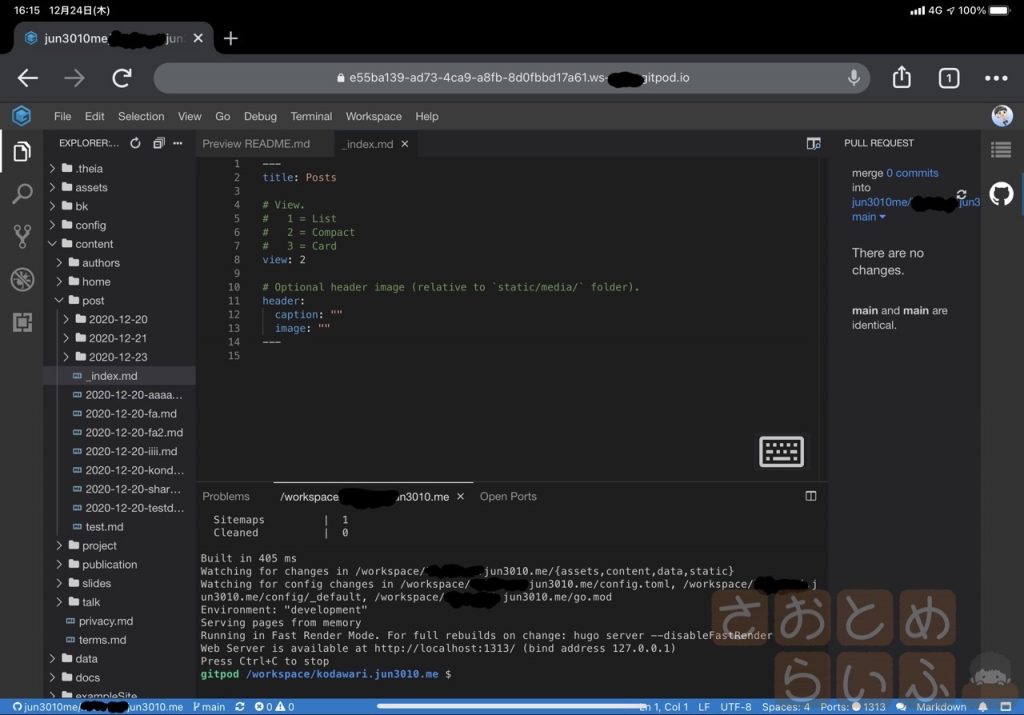 16:15 12月24日(木)
4G 100%
jun3010me/ jun
e55ba139-ad73-4ca9-a8fb-8d0fbbd17a61.ws- gitpod.io
1
File Edit Selection View Go Debug Terminal Workspace Help
EXPLORER:...
.theia
assets
bk
config
content
authors
home
post
2020-12-20
2020-12-21
2020-12-23
_index.md
2020-12-20-aaaa...
2020-12-20-fa.md
2020-12-20-fa2.md
2020-12-20-iiii.md
2020-12-20-kond...
2020-12-20-shar...
2020-12-20-testd...
test.md
project
publication
slides
talk
privacy.md
terms.md
data
docs
exampleSite
Preview README.md _index.md
1 ---
2 title: Posts
3
4 # View.
5 #   1 = List
6 #   2 = Compact
7 #   3 = Card
8 view: 2
9
10 # Optional header image (relative to `static/media/` folder).
11 header:
12   caption: ""
13   image: ""
14 ---
15
PULL REQUEST
merge 0 commits
into
jun3010me/ jun3
main
There are no
changes.
main and main are
identical.
Problems /workspace un3010.me Open Ports
Sitemaps | 1
Cleaned | 0
Built in 405 ms
Watching for changes in /workspace/ jun3010.me/{assets,content,data,static}
Watching for config changes in /workspace/ jun3010.me/config.toml, /workspace/ .j
un3010.me/config/_default, /workspace/ jun3010.me/go.mod
Environment: "development"
Serving pages from memory
Running in Fast Render Mode. For full rebuilds on change: hugo server --disableFastRender
Web Server is available at http://localhost:1313/ (bind address 127.0.0.1)
Press Ctrl+C to stop
gitpod /workspace/kodawari.jun3010.me $
さおとめ
らいふ
jun3010me/ jun3010.me main 0 0 Ln 1, Col 1 LF UTF-8 Spaces: 4 Ports: 1313 Markdown